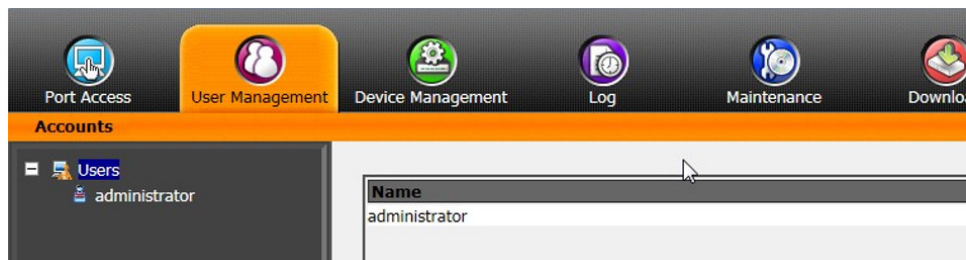 Port Access
User Management
Device Management
Log
Maintenance
Accounts
Users
administrator
Name
administrator